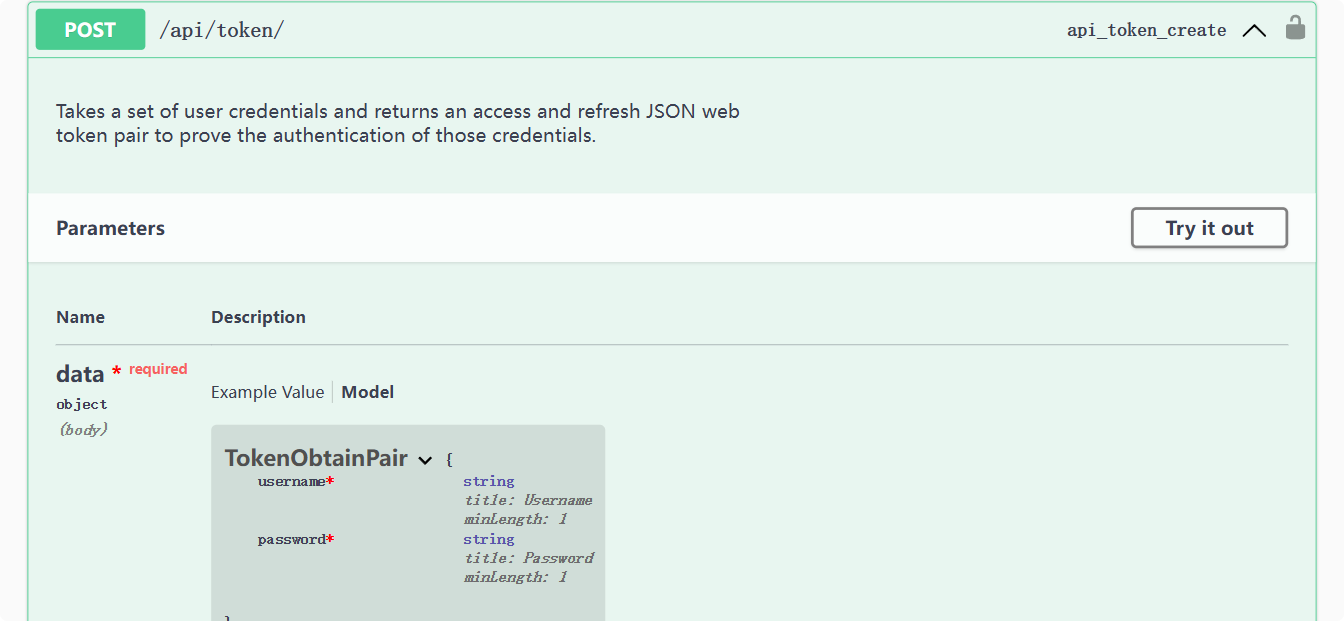 POST /api/token/ api_token_create
Takes a set of user credentials and returns an access and refresh JSON web
token pair to prove the authentication of those credentials.
Parameters Try it out
Name Description
data * required
object
(body)
Example Value Model
TokenObtainPair {
username* string
title: Username
minLength: 1
password* string
title: Password
minLength: 1
}